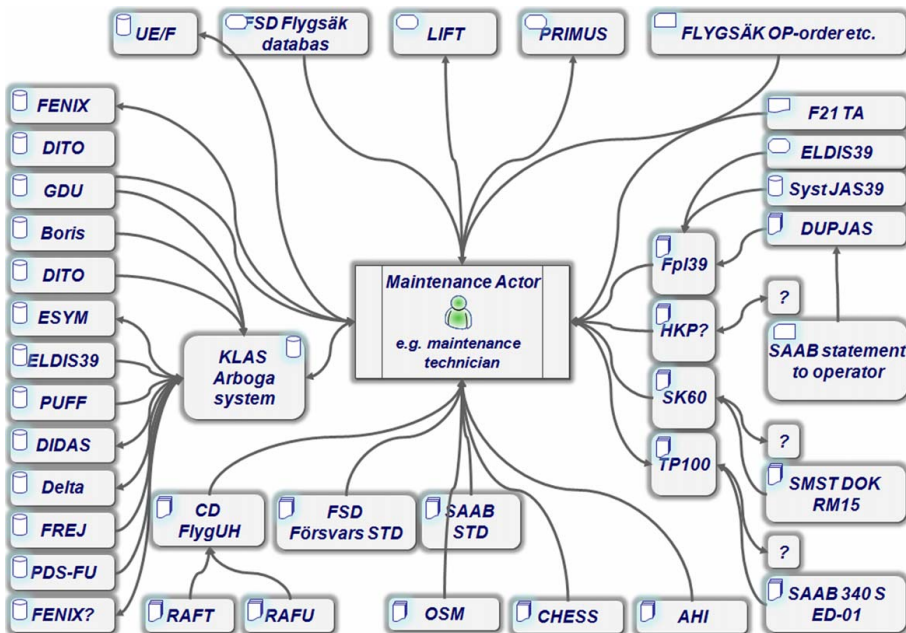 UE/F
FSD Flygsäk
databas
LIFT
PRIMUS
FLYGSÄK OP-order etc.
FENIX
DITO
GDU
Boris
DITO
ESYM
ELDIS39
PUFF
DIDAS
Delta
FREJ
PDS-FU
FENIX?
KLAS
Arboga
system
Maintenance Actor
e.g. maintenance
technician
F21 TA
ELDIS39
Syst JAS39
DUPJAS
Fpl39
HKP?
SK60
TP100
?
SAAB statement
to operator
?
SMST DOK
RM15
?
SAAB 340 S
ED-01
CD
FlygUH
FSD
Försvars STD
SAAB
STD
RAFT
RAFU
OSM
CHESS
AHI